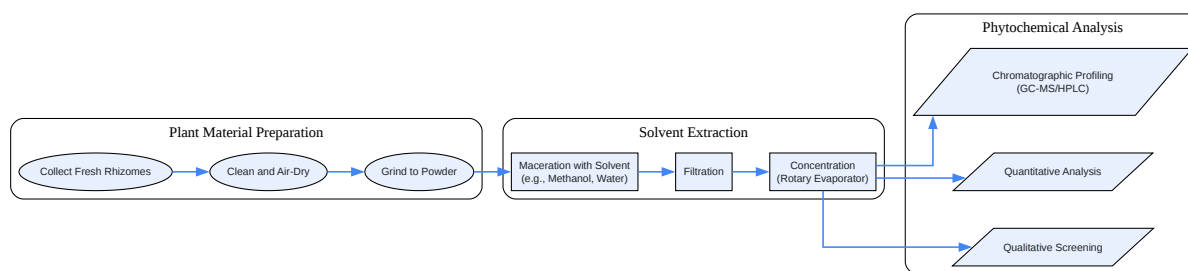 Plant Material Preparation
Collect Fresh Rhizomes
Clean and Air-Dry
Grind to Powder
Solvent Extraction
Maceration with Solvent
(e.g., Methanol, Water)
Filtration
Concentration
(Rotary Evaporator)
Phytochemical Analysis
Chromatographic Profiling
(GC-MS/HPLC)
Quantitative Analysis
Qualitative Screening